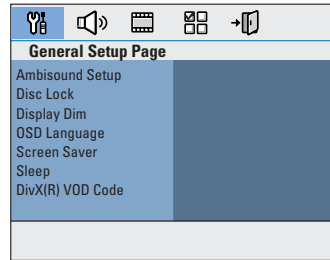 General Setup Page
Ambisound Setup
Disc Lock
Display Dim
OSD Language
Screen Saver
Sleep
DivX(R) VOD Code